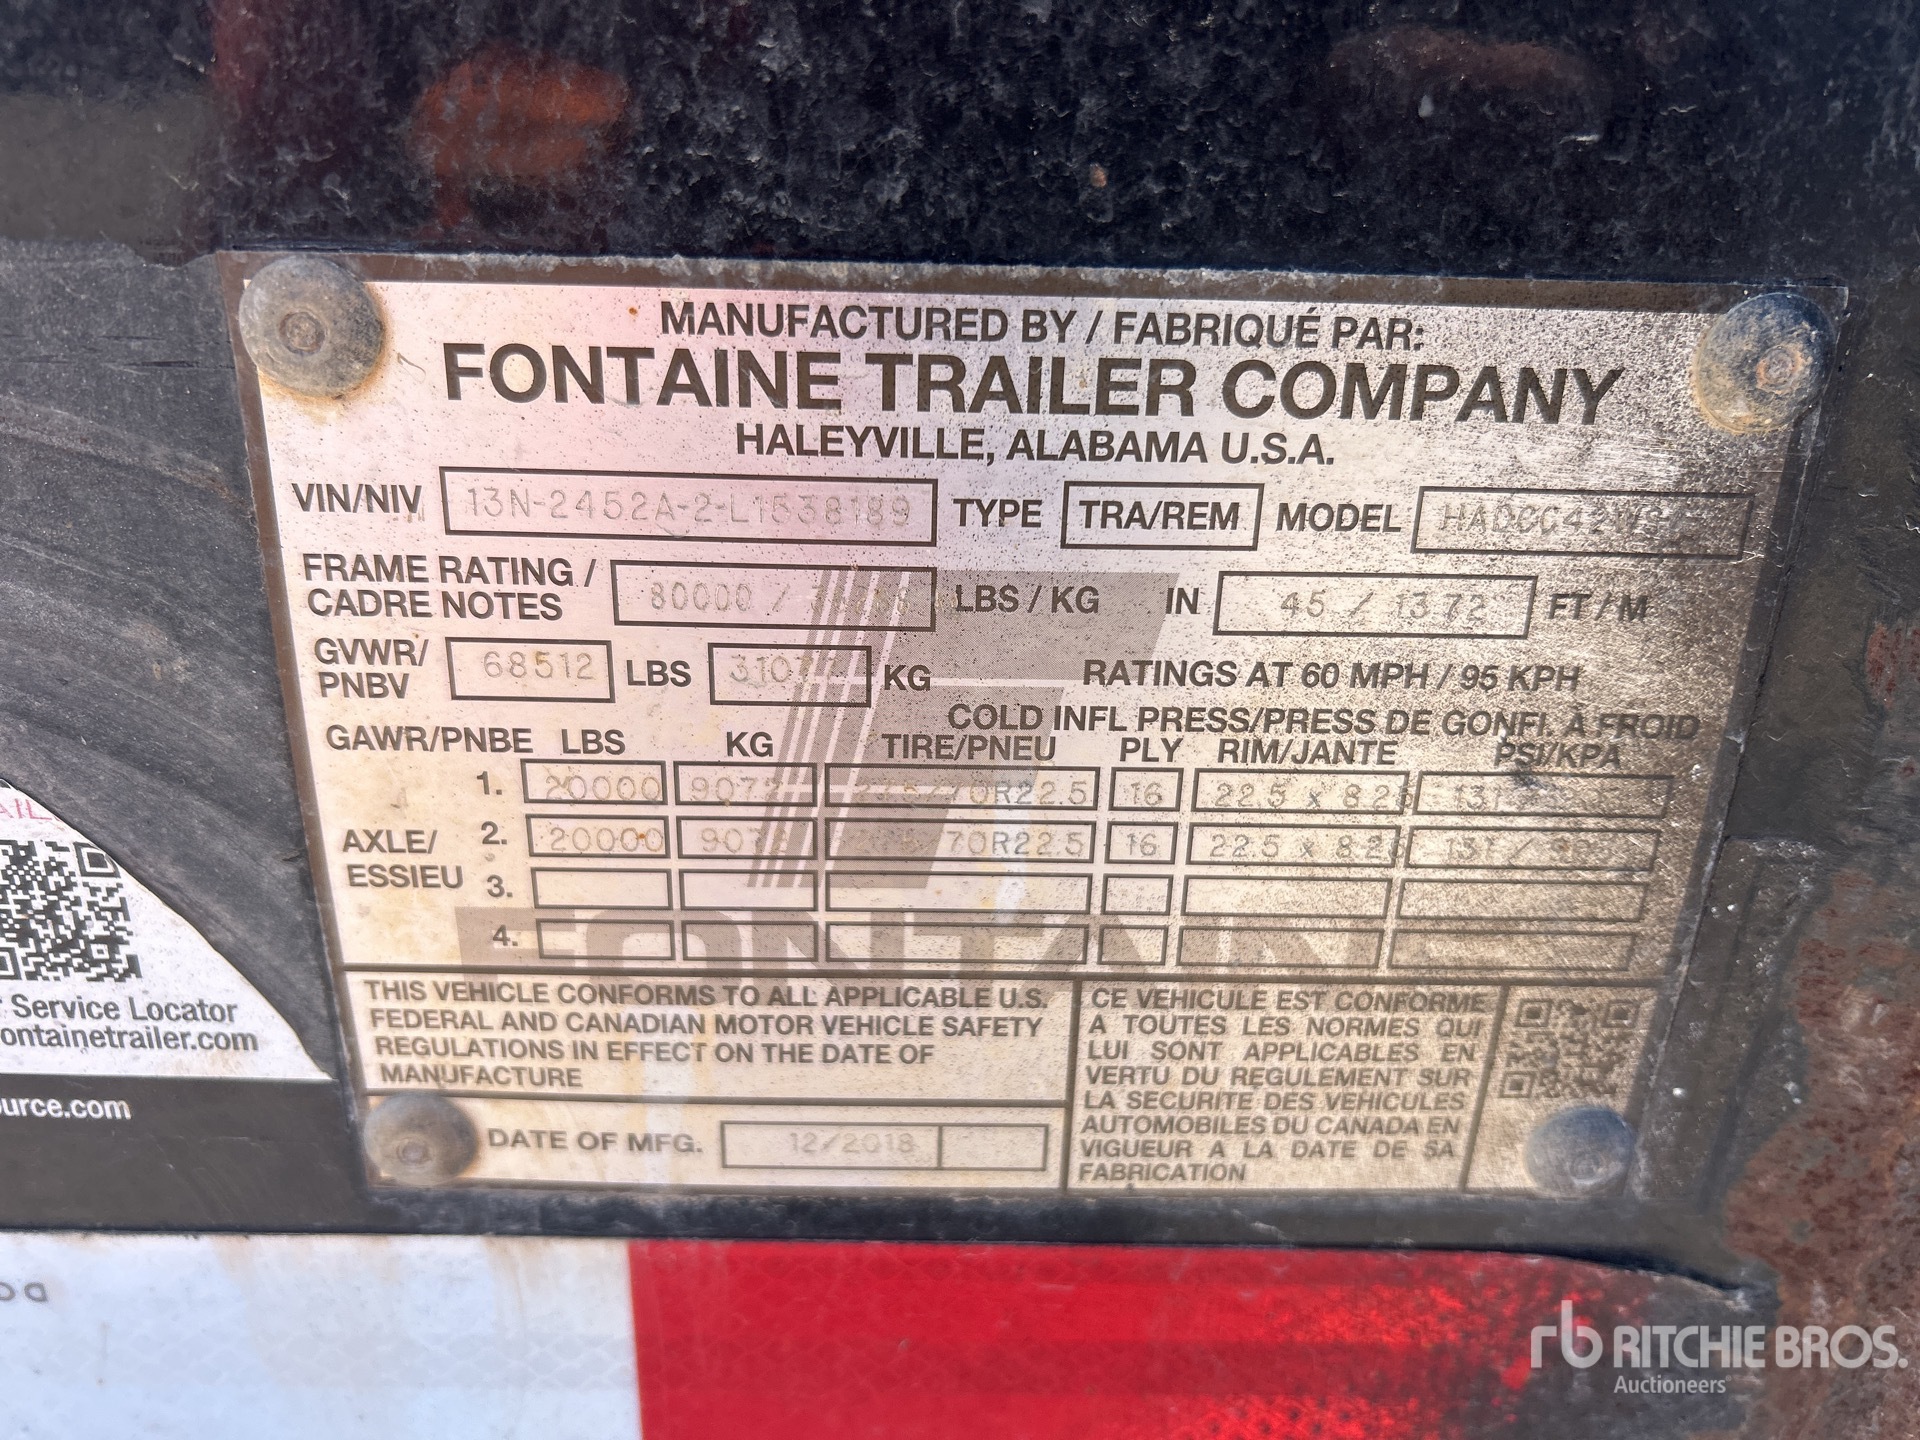 MANUFACTURED BY / FABRIQUÉ PAR:
FONTAINE TRAILER COMPANY
HALEYVILLE, ALABAMA U.S.A.
VIN/NIV 13N-2452A-2-L1538189 TYPE TRA/REM MODEL
FRAME RATING / CADRE NOTES 80000 / LBS / KG IN 45 / 13.72 FT / M
GVWR/ PNBV 68512 LBS KG RATINGS AT 60 MPH / 95 KPH
COLD INFL PRESS/PRESS DE GONFL. À FROID
GAWR/PNBE LBS KG TIRE/PNEU PLY RIM/JANTE PSI/KPA
1. 20000 9072 16 22.5 x
AXLE/ ESSIEU
2. 20000 9072 16 22.5 x
3.
4.
FONTAINE
THIS VEHICLE CONFORMS TO ALL APPLICABLE U.S.
FEDERAL AND CANADIAN MOTOR VEHICLE SAFETY
REGULATIONS IN EFFECT ON THE DATE OF
MANUFACTURE
DATE OF MFG. 12/2018
CE VEHICULE EST CONFORME
A TOUTES LES NORMES QUI
LUI SONT APPLICABLES EN
VERTU DU REGULEMENT SUR
LA SECURITE DES VEHICULES
AUTOMOBILES DU CANADA EN
VIGUEUR A LA DATE DE SA
FABRICATION
Service Locator
ontainetrailer.com
ource.com
rb RITCHIE BROS.
Auctioneers